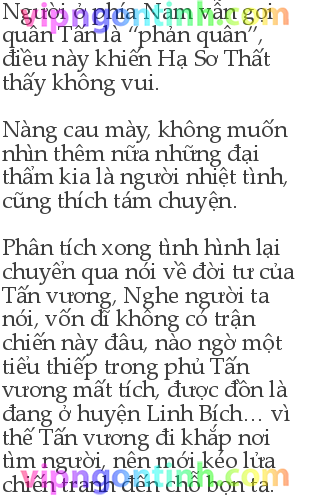 Người ở phía Nam vẫn gọi
quân Tấn là “phản quân”,
điều này khiến Hạ Sơ Thất
thấy không vui.
Nàng cau mày, không muốn
nhìn thêm nữa những đại
thẩm kia là người nhiệt tình,
cũng thích tám chuyện.
Phân tích xong tình hình lại
chuyển qua nói về đời tư của
Tấn vương, Nghe người ta
nói, vốn dĩ không có trận
chiến này đâu, nào ngờ một
tiểu thiếp trong phủ Tấn
vương mất tích, được đồn là
đang ở huyện Linh Bích... vì
thế Tấn vương đi khắp nơi
tìm người, nên mới kéo lửa
chiến tranh đến chỗ bọn ta.
vipngontinh.com
vipngontinh.com